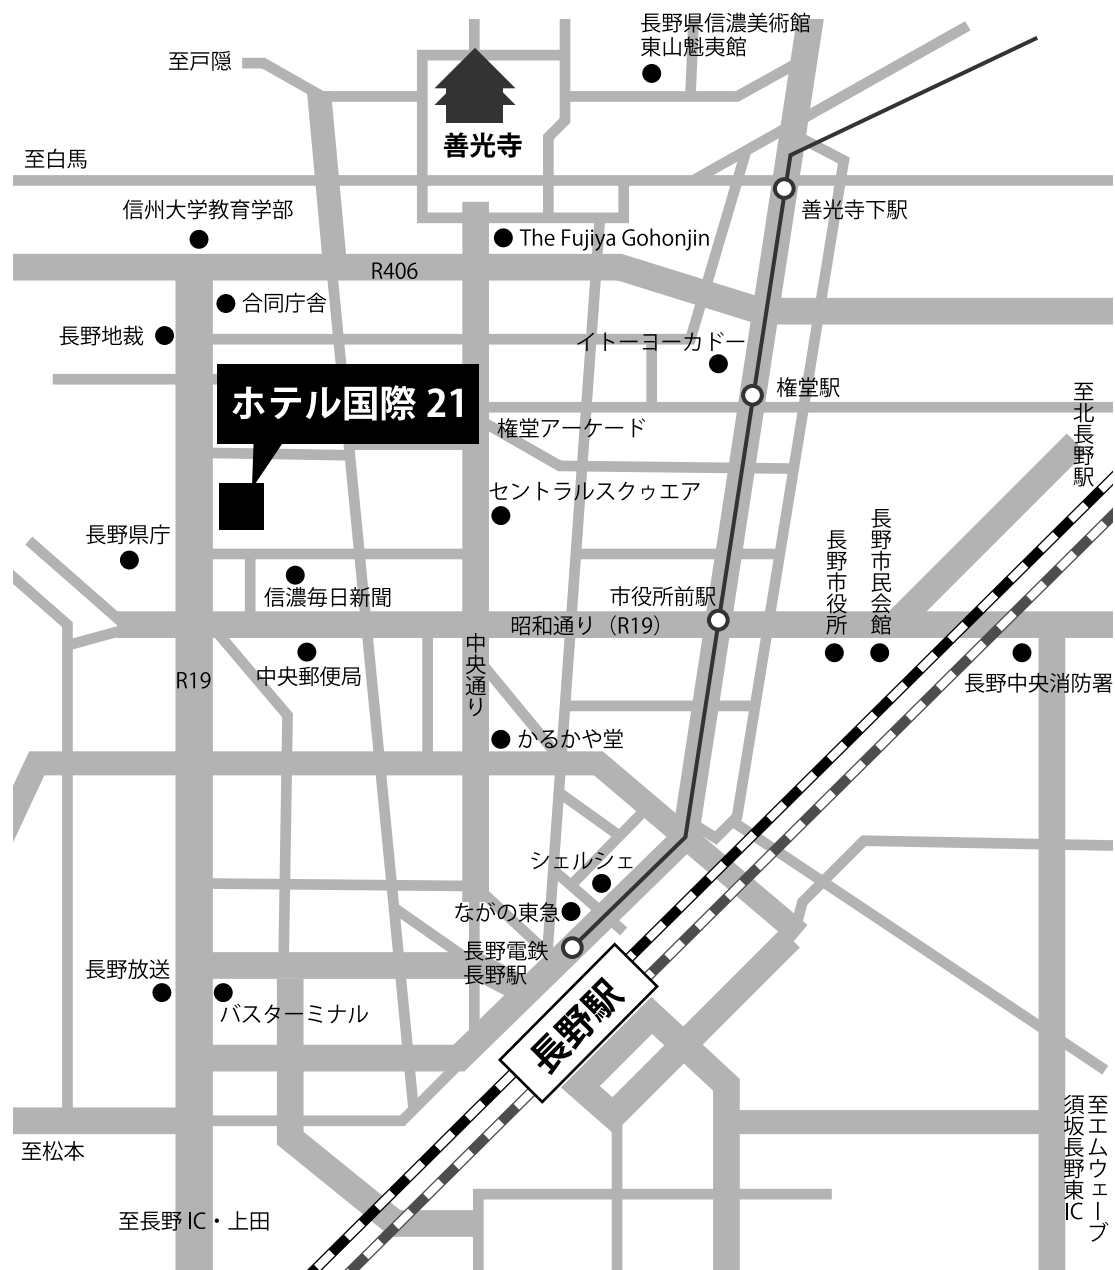 長野県信濃美術館
東山魁夷館
至戸隠
善光寺
至白馬
信州大学教育学部
善光寺下駅
The Fujiya Gohonjin
R406
合同庁舎
長野地裁
イトーヨーカドー
権堂駅
至北長野駅
ホテル国際 21
権堂アーケード
セントラルスクゥエア
長野県庁
長野市民会館
長野市役所
信濃毎日新聞
市役所前駅
昭和通り（R19）
中央通り
中央郵便局
R19
長野中央消防署
かるかや堂
シェルシェ
ながの東急
長野電鉄
長野駅
長野放送
バスターミナル
長野駅
至松本
至エムウェーブ
須坂長野東IC
至長野 IC・上田